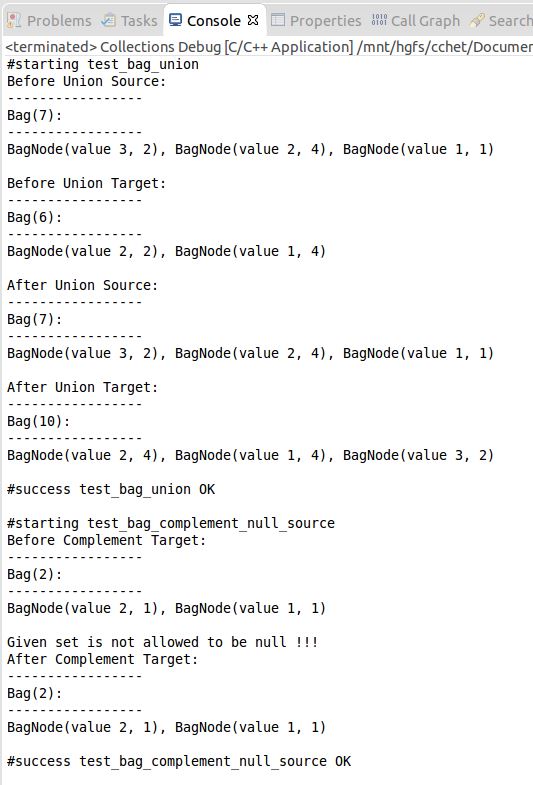 Problems Tasks Console Properties Call Graph Search
<terminated> Collections Debug [C/C++ Application] /mnt/hgfs/cchet/Documer
#starting test_bag_union
Before Union Source:
-----------------
Bag(7):
-----------------
BagNode(value 3, 2), BagNode(value 2, 4), BagNode(value 1, 1)
Before Union Target:
-----------------
Bag(6):
-----------------
BagNode(value 2, 2), BagNode(value 1, 4)
After Union Source:
-----------------
Bag(7):
-----------------
BagNode(value 3, 2), BagNode(value 2, 4), BagNode(value 1, 1)
After Union Target:
-----------------
Bag(10):
-----------------
BagNode(value 2, 4), BagNode(value 1, 4), BagNode(value 3, 2)
#success test_bag_union OK
#starting test_bag_complement_null_source
Before Complement Target:
-----------------
Bag(2):
-----------------
BagNode(value 2, 1), BagNode(value 1, 1)
Given set is not allowed to be null !!!
After Complement Target:
-----------------
Bag(2):
-----------------
BagNode(value 2, 1), BagNode(value 1, 1)
#success test_bag_complement_null_source OK